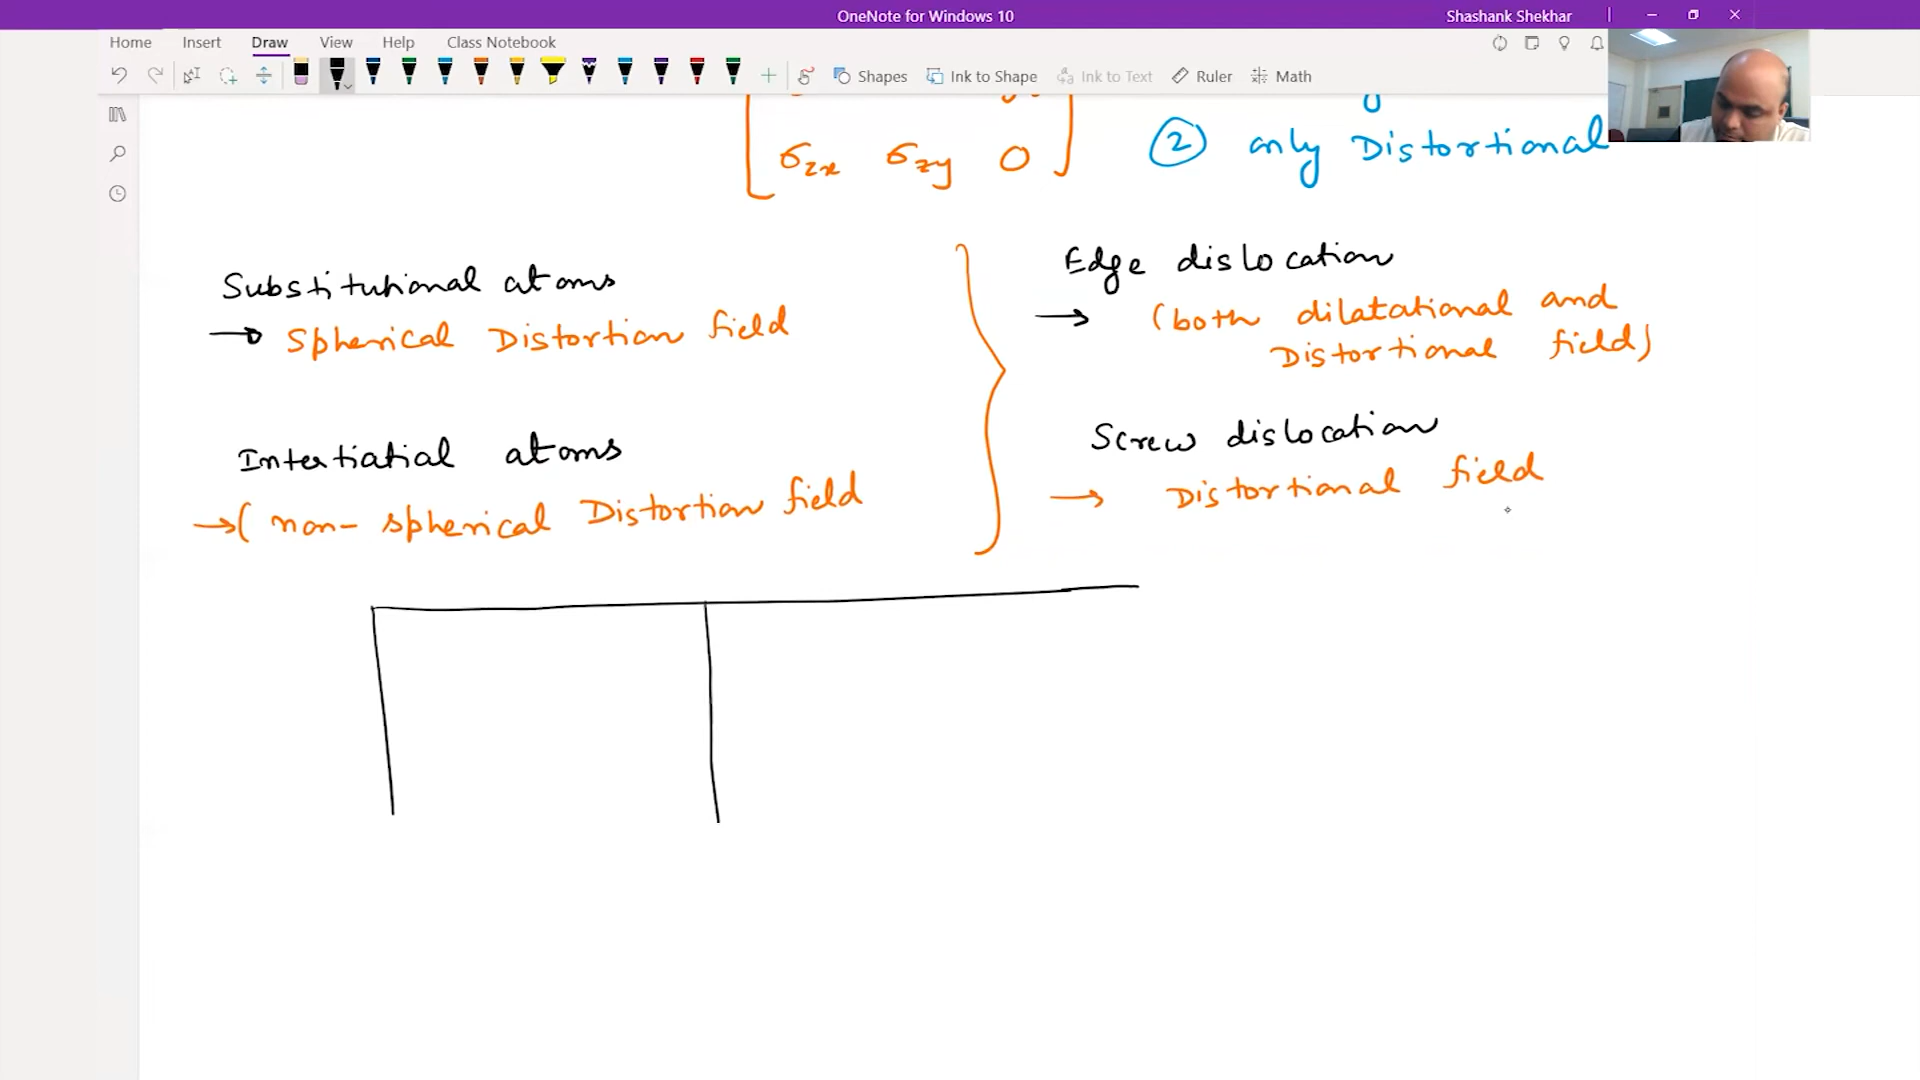 OneNote for Windows 10
Shashank Shekhar
Home Insert Draw View Help Class Notebook
Shapes Ink to Shape Ink to Text Ruler Math
σzx σzy 0
② only Distortional
Substitutional atoms
→ Spherical Distortion field
Intertiatial atoms
→( non-spherical Distortion field
Edge dislocation
→ (both dilatational and
Distortional field)
Screw dislocation
→ Distortional field